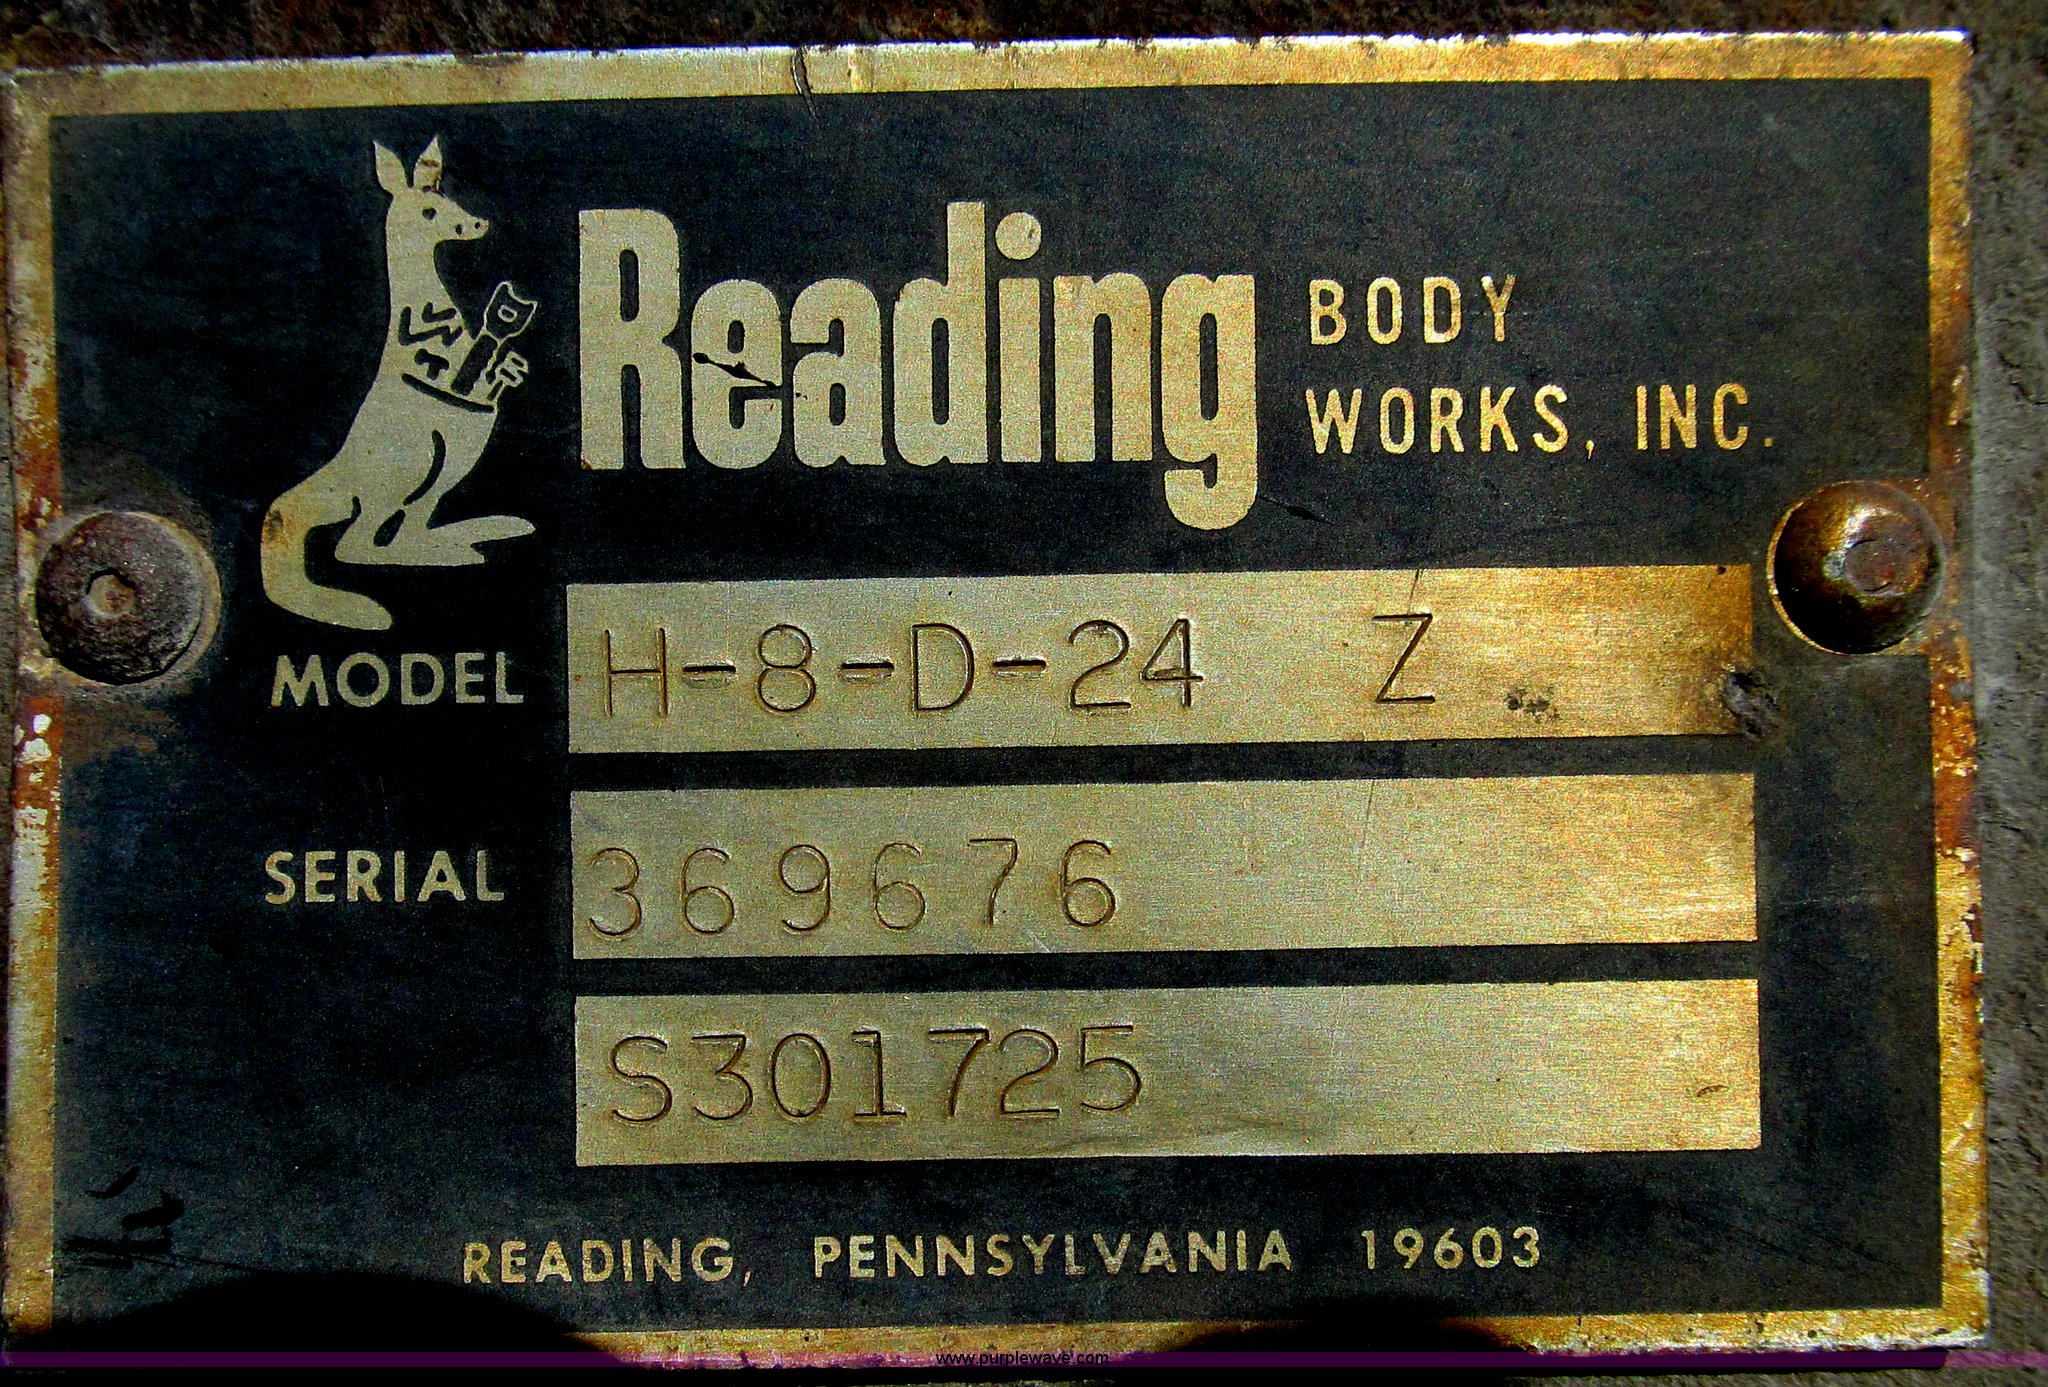 Reading BODY
WORKS, INC.
MODEL H-8-D-24 Z
SERIAL 369676
S301725
READING, PENNSYLVANIA 19603
www.purplewave.com